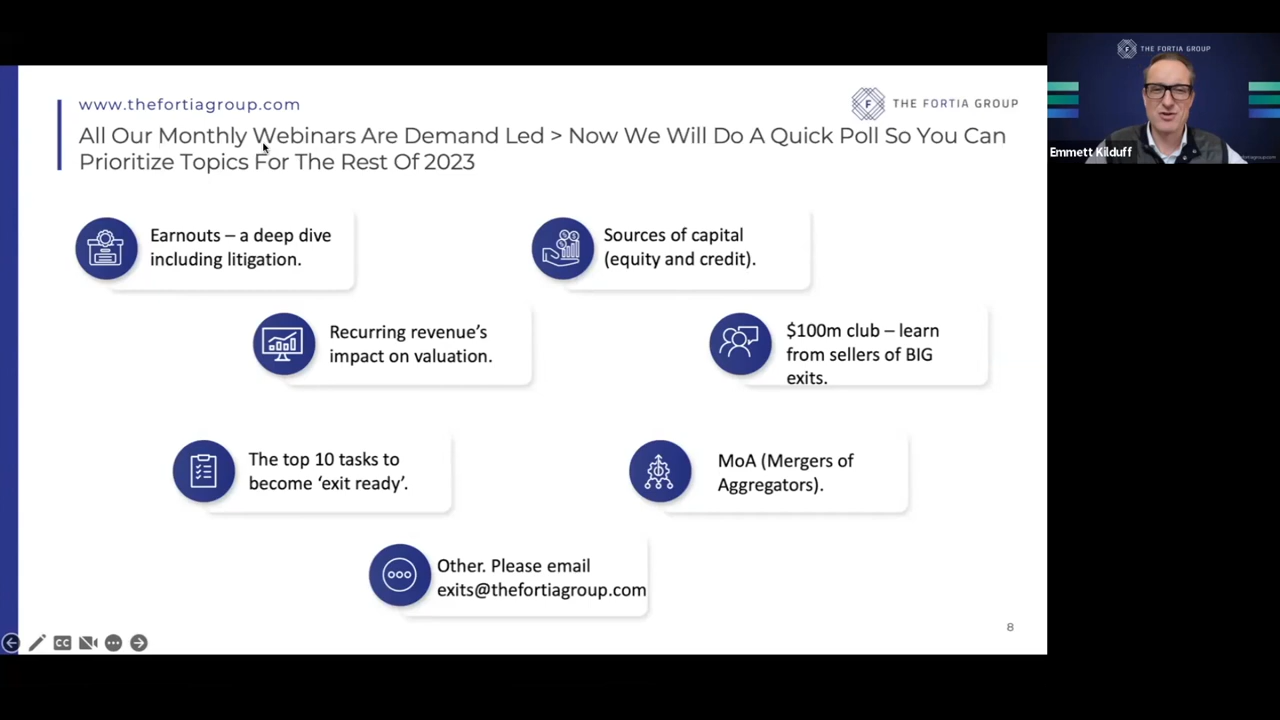 www.thefortiagroup.com
F THE FORTIA GROUP
All Our Monthly Webinars Are Demand Led > Now We Will Do A Quick Poll So You Can
Prioritize Topics For The Rest Of 2023
Earnouts – a deep dive
including litigation.
Sources of capital
(equity and credit).
Recurring revenue's
impact on valuation.
$100m club – learn
from sellers of BIG
exits.
The top 10 tasks to
become ‘exit ready’.
MoA (Mergers of
Aggregators).
Other. Please email
exits@thefortiagroup.com
8
CC
F THE FORTIA GROUP
Emmett Kilduff